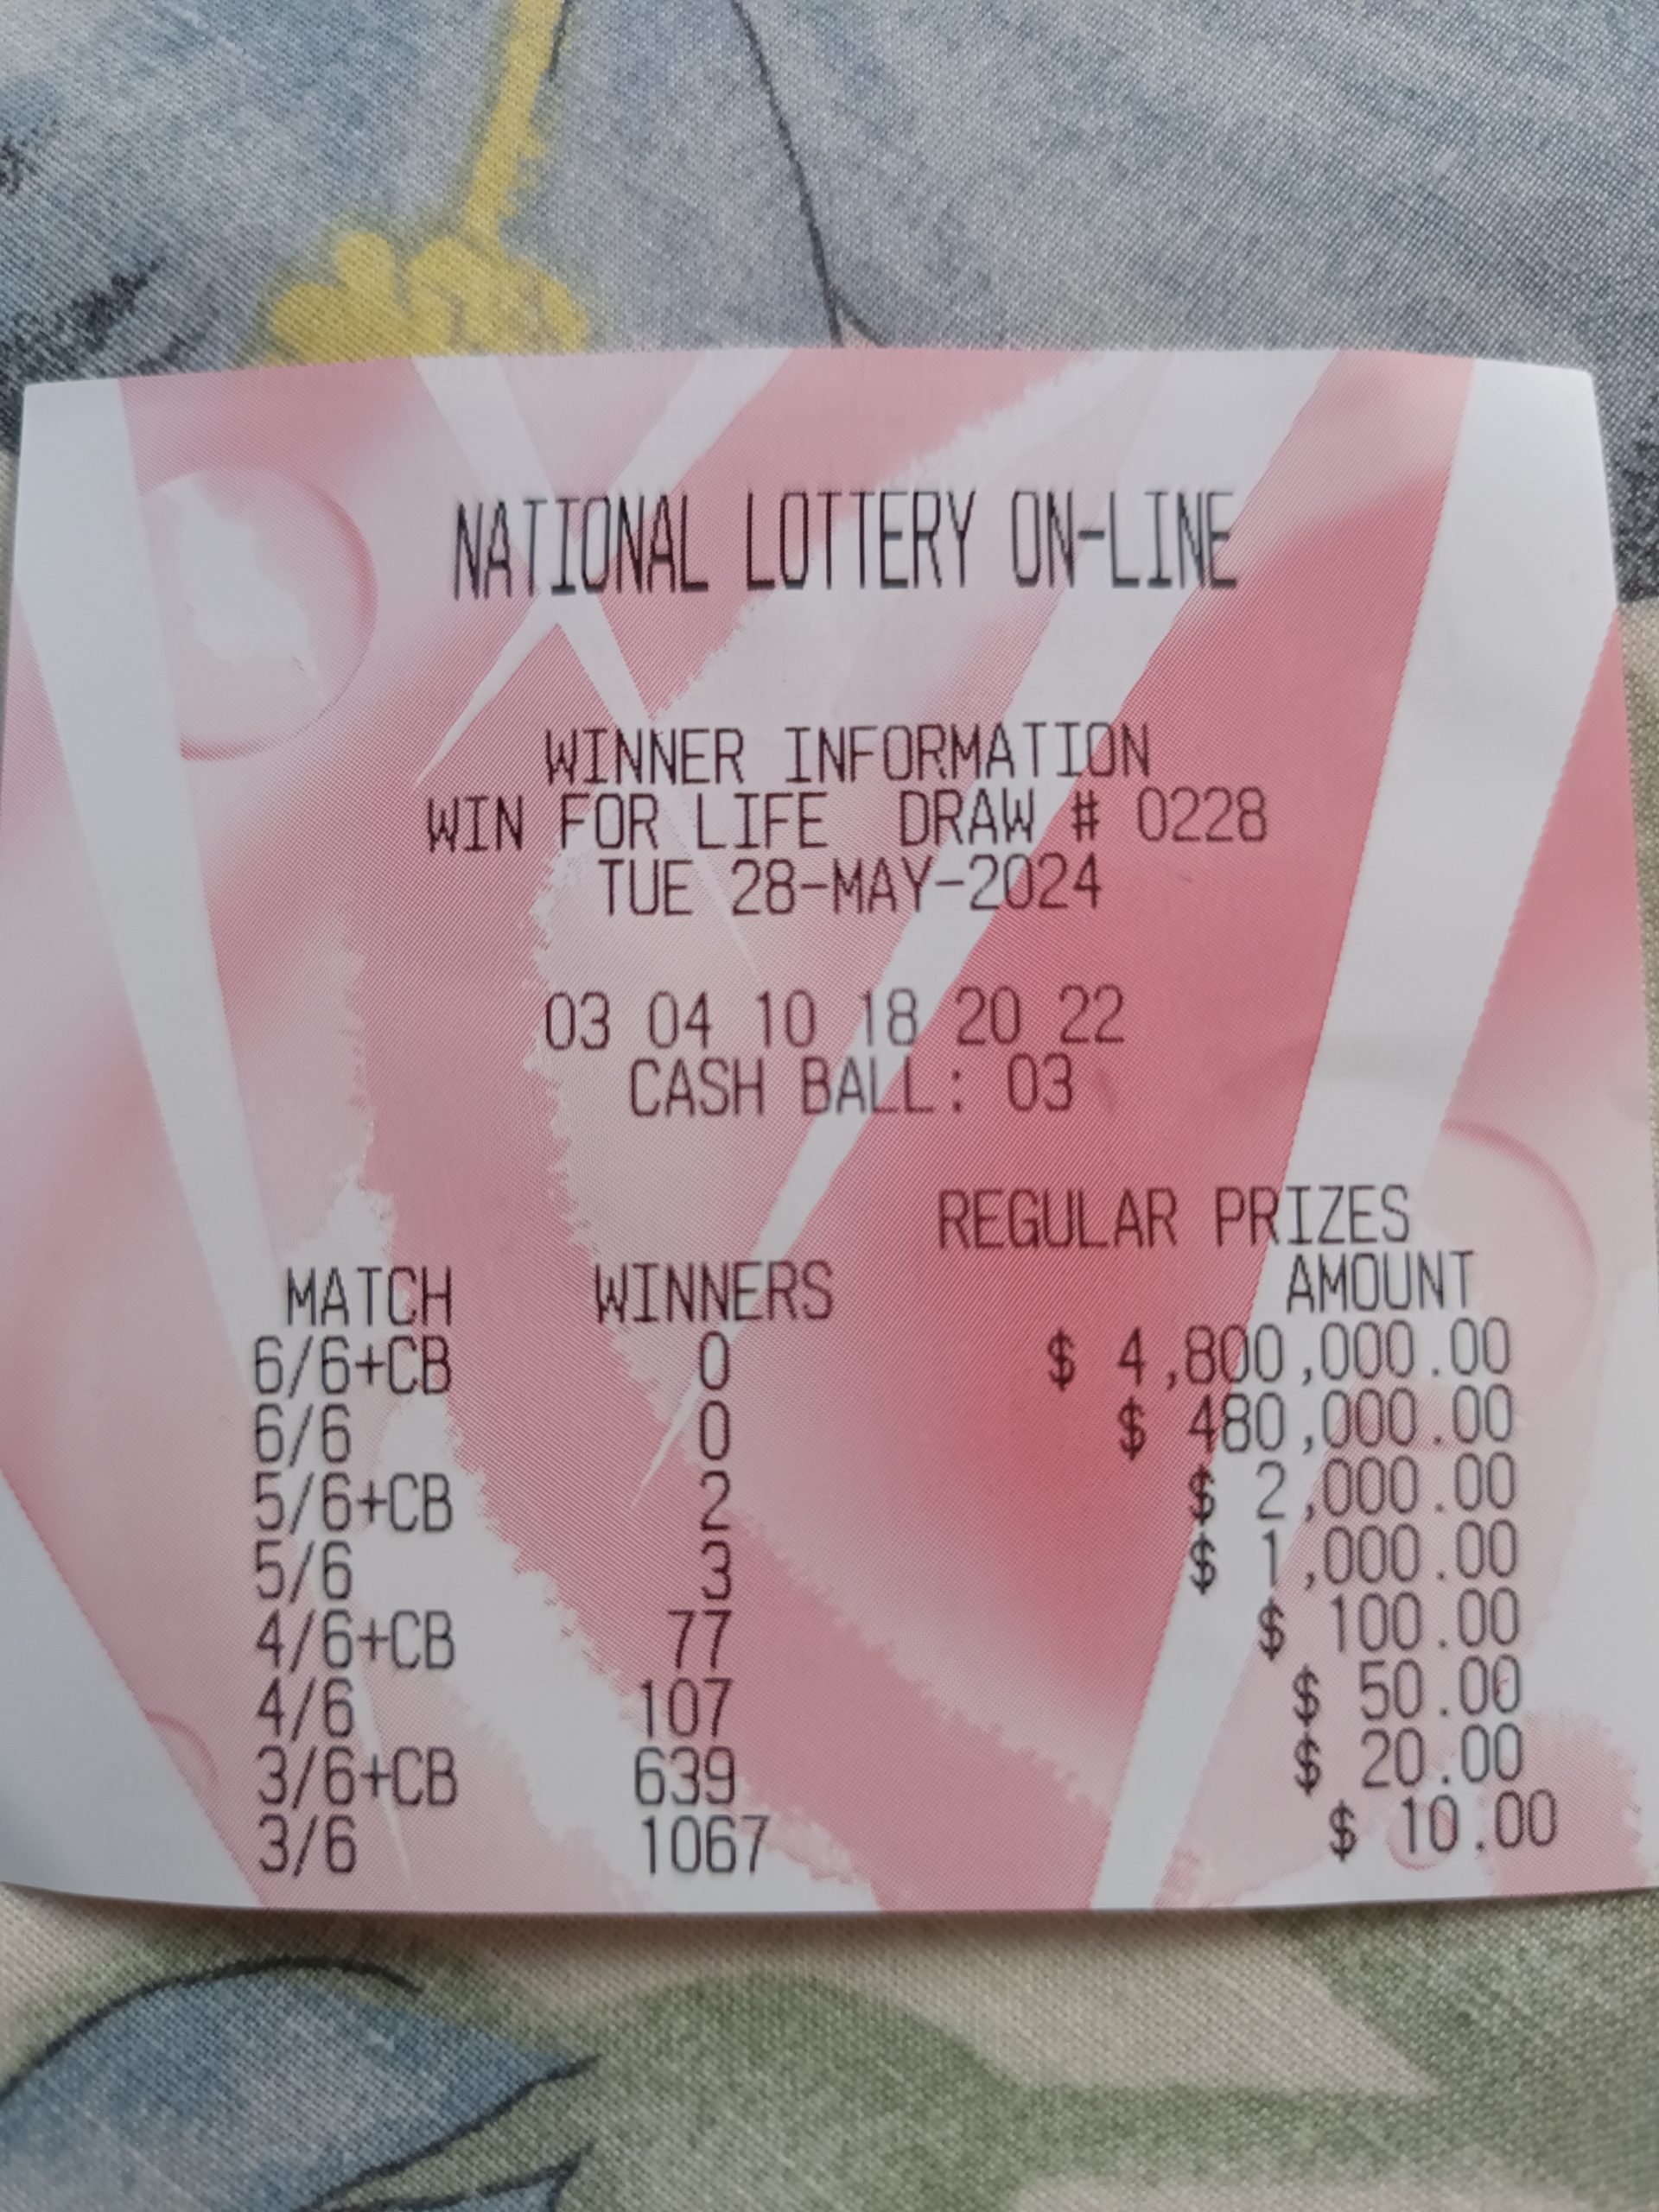 NATIONAL LOTTERY ON-LINE
WINNER INFORMATION
WIN FOR LIFE DRAW # 0228
TUE 28-MAY-2024
03 04 10 18 20 22
CASH BALL: 03
REGULAR PRIZES
MATCH WINNERS AMOUNT
6/6+CB 0 $ 4,800,000.00
6/6 0 $ 480,000.00
5/6+CB 2 $ 2,000.00
5/6 3 $ 1,000.00
4/6+CB 77 $ 100.00
4/6 107 $ 50.00
3/6+CB 639 $ 20.00
3/6 1067 $ 10.00